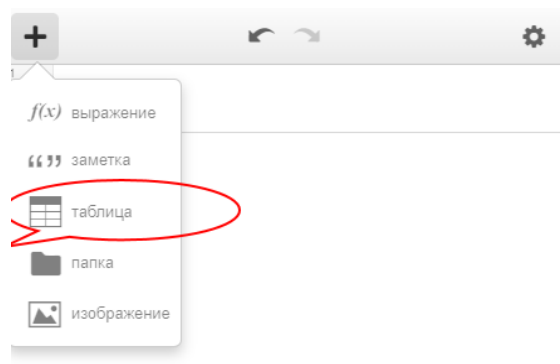 f(x) выражение
“ ” заметка
таблица
папка
изображение